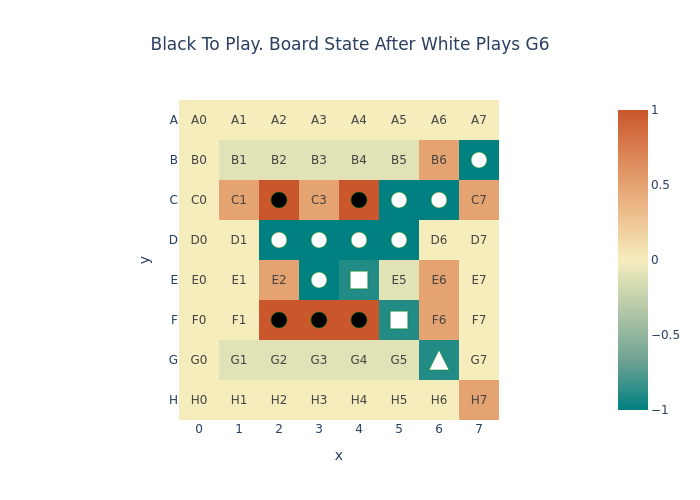 Black To Play. Board State After White Plays G6
A A0 A1 A2 A3 A4 A5 A6 A7
B B0 B1 B2 B3 B4 B5 B6
C C0 C1 C3 C7
D D0 D1 D6 D7
E E0 E1 E2 E5 E6 E7
F F0 F1 F6 F7
G G0 G1 G2 G3 G4 G5 G7
H H0 H1 H2 H3 H4 H5 H6 H7
0 1 2 3 4 5 6 7
x
y
1
0.5
0
−0.5
−1